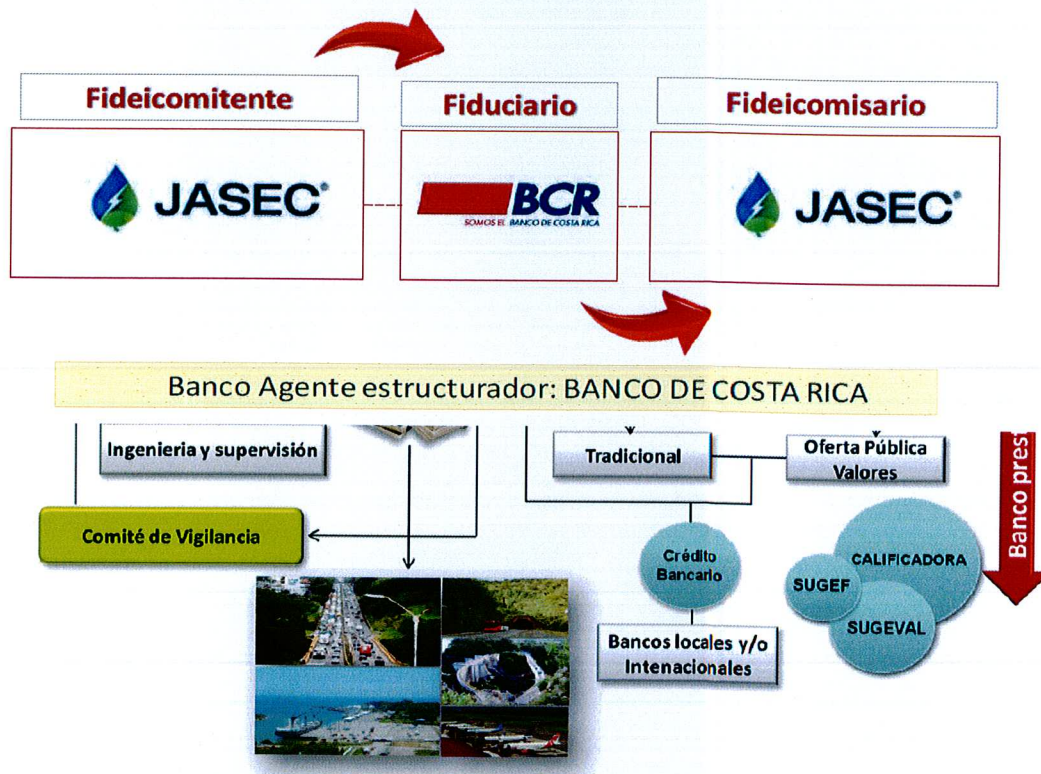 Fideicomitente
Fiduciario
Fideicomisario
JASEC®
BCR
SOMOS EL BANCO DE COSTA RICA
JASEC®
Banco Agente estructurador: BANCO DE COSTA RICA
Ingenieria y supervisión
Tradicional
Oferta Pública
Valores
Comité de Vigilancia
Crédito
Bancario
CALIFICADORA
SUGEF
SUGEVAL
Bancos locales y/o
Intenacionales
Banco pres